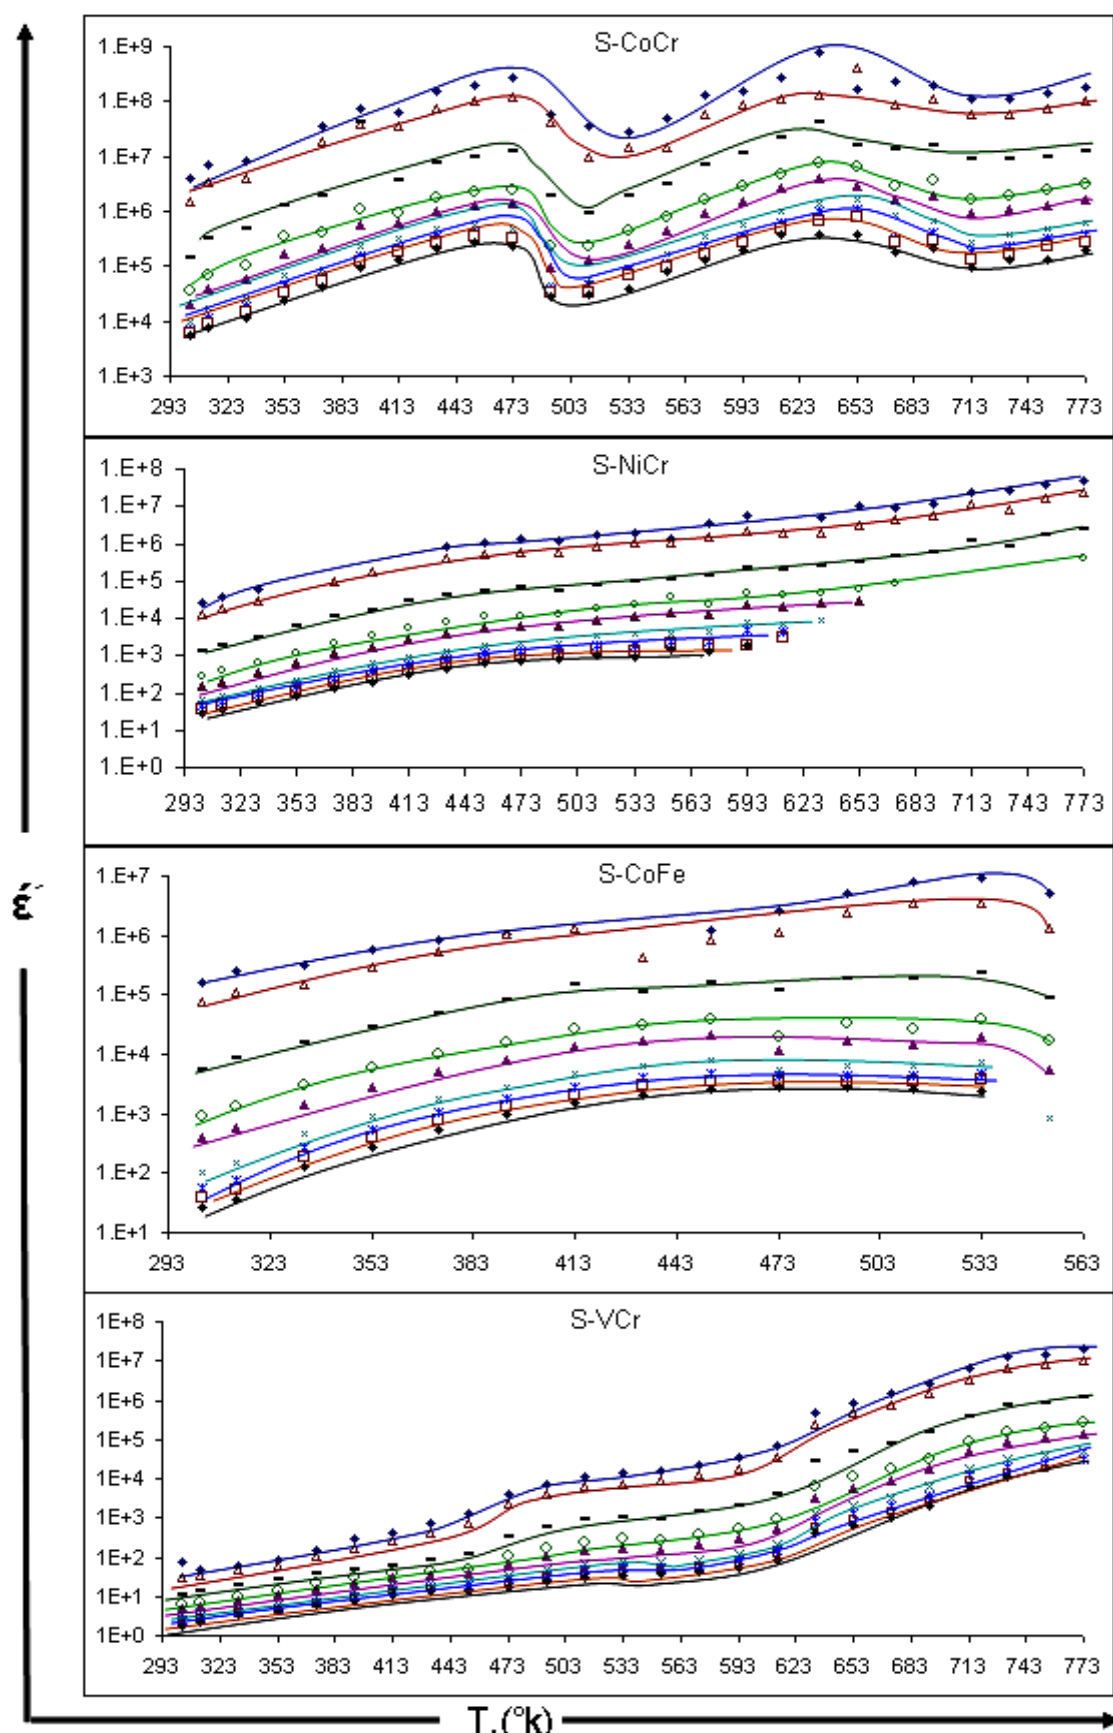 S-CoCr
1.E+9
1.E+8
1.E+7
1.E+6
1.E+5
1.E+4
1.E+3
293 323 353 383 413 443 473 503 533 563 593 623 653 683 713 743 773
S-NiCr
1.E+8
1.E+7
1.E+6
1.E+5
1.E+4
1.E+3
1.E+2
1.E+1
1.E+0
293 323 353 383 413 443 473 503 533 563 593 623 653 683 713 743 773
έ´
S-CoFe
1.E+7
1.E+6
1.E+5
1.E+4
1.E+3
1.E+2
1.E+1
293 323 353 383 413 443 473 503 533 563
S-VCr
1E+8
1E+7
1E+6
1E+5
1E+4
1E+3
1E+2
1E+1
1E+0
293 323 353 383 413 443 473 503 533 563 593 623 653 683 713 743 773
T.(°k)